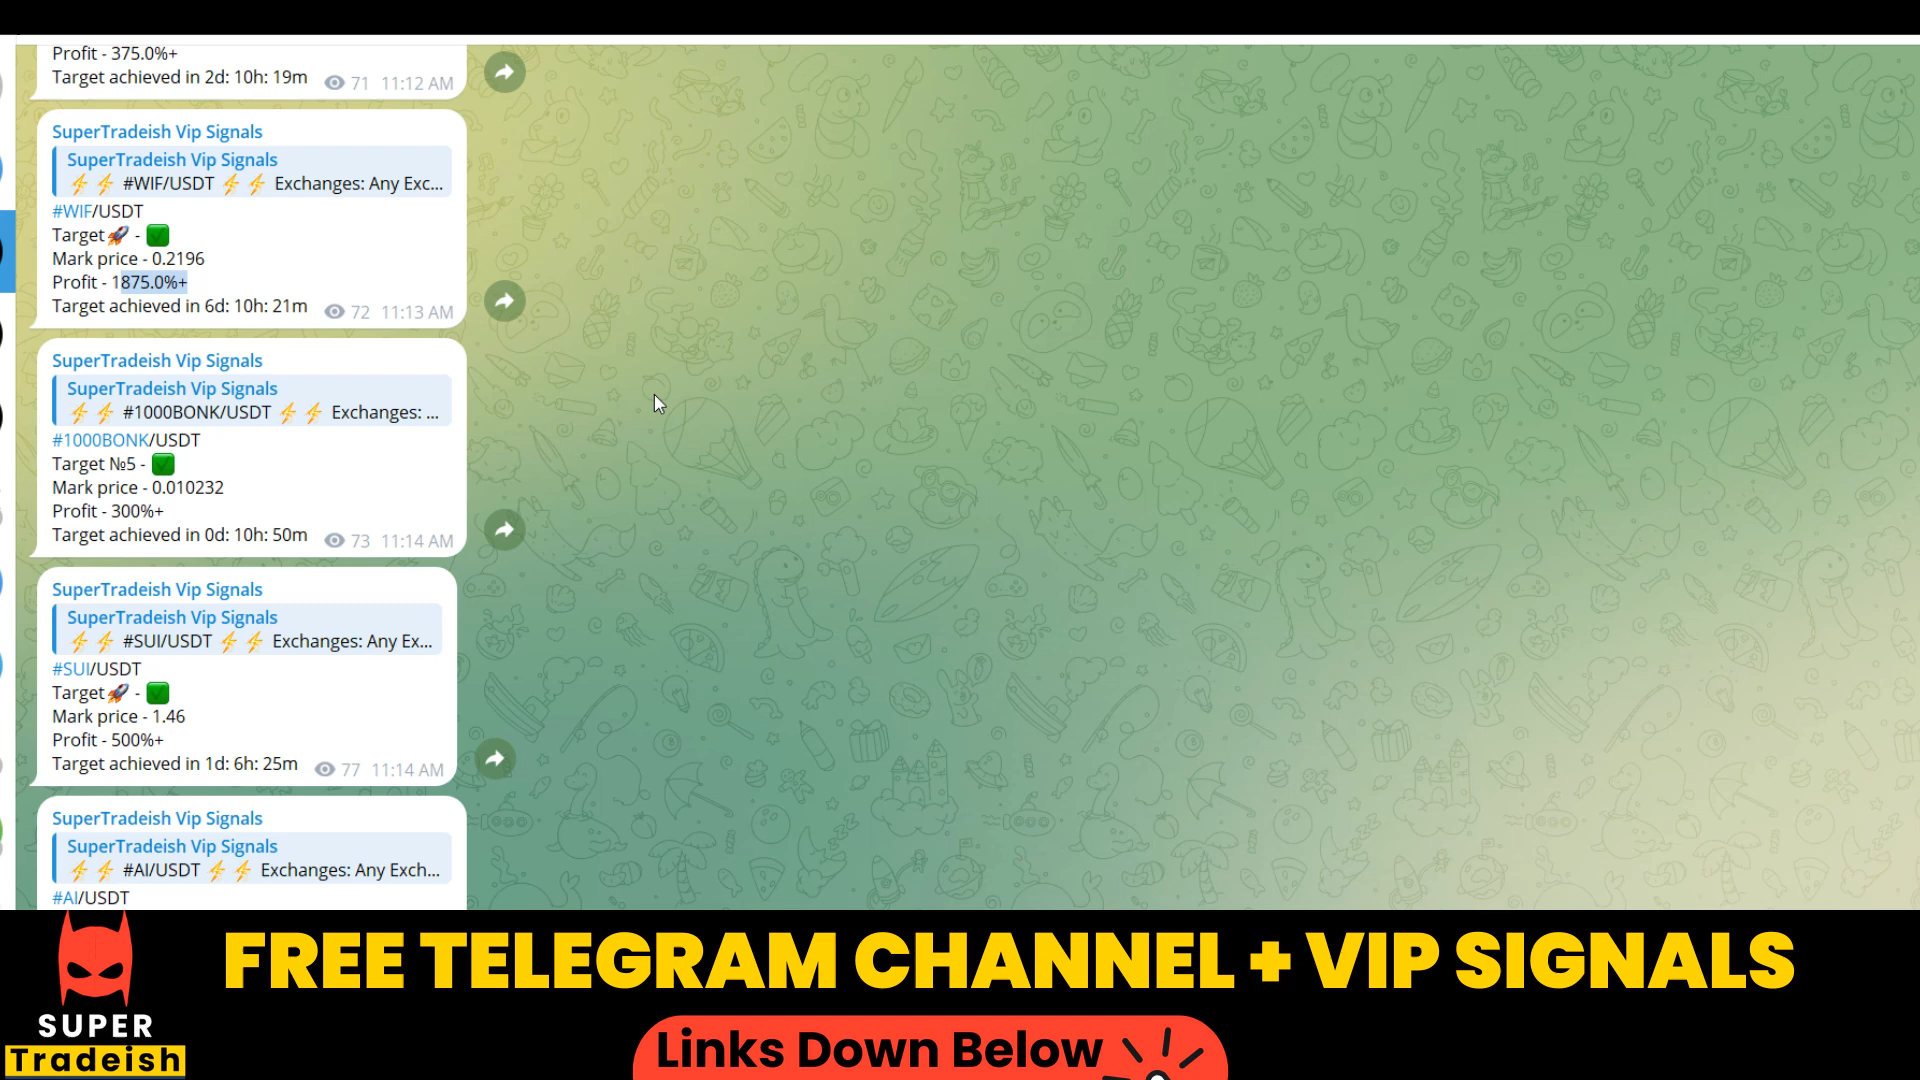 Profit - 375.0%+
Target achieved in 2d: 10h: 19m 71 11:12 AM
SuperTradeish Vip Signals
SuperTradeish Vip Signals
⚡⚡ #WIF/USDT ⚡⚡ Exchanges: Any Exc...
#WIF/USDT
Target🚀 - ✅
Mark price - 0.2196
Profit - 1875.0%+
Target achieved in 6d: 10h: 21m 72 11:13 AM
SuperTradeish Vip Signals
SuperTradeish Vip Signals
⚡⚡ #1000BONK/USDT ⚡⚡ Exchanges: ...
#1000BONK/USDT
Target №5 - ✅
Mark price - 0.010232
Profit - 300%+
Target achieved in 0d: 10h: 50m 73 11:14 AM
SuperTradeish Vip Signals
SuperTradeish Vip Signals
⚡⚡ #SUI/USDT ⚡⚡ Exchanges: Any Ex...
#SUI/USDT
Target🚀 - ✅
Mark price - 1.46
Profit - 500%+
Target achieved in 1d: 6h: 25m 77 11:14 AM
SuperTradeish Vip Signals
SuperTradeish Vip Signals
⚡⚡ #AI/USDT ⚡⚡ Exchanges: Any Exch...
#AI/USDT
FREE TELEGRAM CHANNEL + VIP SIGNALS
SUPER
Tradeish
Links Down Below